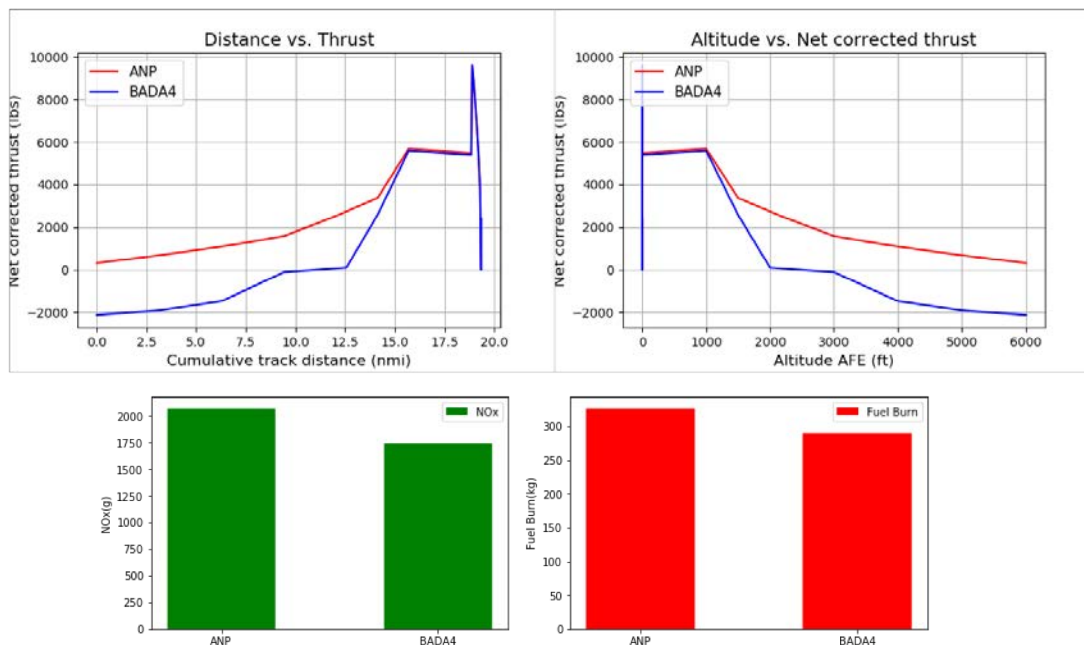 Distance vs. Thrust
Net corrected thrust (lbs)
10000
8000
6000
4000
2000
0
−2000
ANP
BADA4
0.0 2.5 5.0 7.5 10.0 12.5 15.0 17.5 20.0
Cumulative track distance (nmi)
Altitude vs. Net corrected thrust
Net corrected thrust (lbs)
10000
8000
6000
4000
2000
0
−2000
ANP
BADA4
0 1000 2000 3000 4000 5000 6000
Altitude AFE (ft)
NOx(g)
2000
1750
1500
1250
1000
750
500
250
0
NOx
ANP BADA4
Fuel Burn(kg)
300
250
200
150
100
50
0
Fuel Burn
ANP BADA4